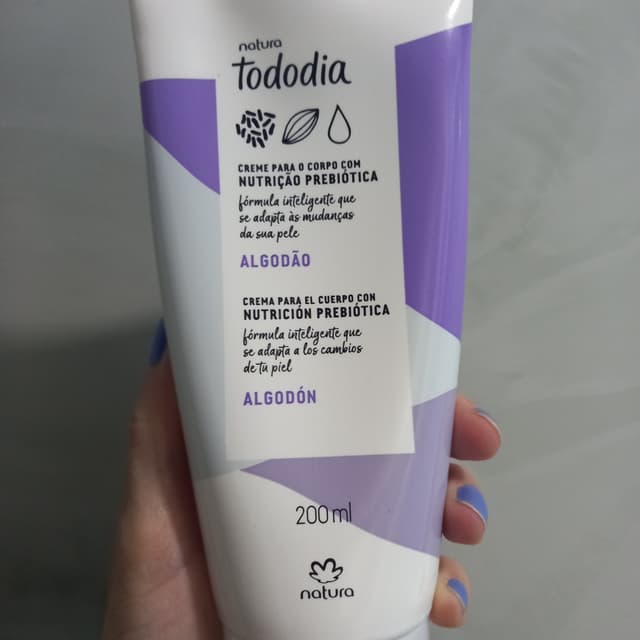 natura
tododia
CREME PARA O CORPO COM
NUTRIÇÃO PREBIÓTICA
fórmula inteligente que
se adapta às mudanças
da sua pele
ALGODÃO
CREMA PARA EL CUERPO CON
NUTRICIÓN PREBIÓTICA
fórmula inteligente que
se adapta a los cambios
de tu piel
ALGODÓN
200 ml
natura